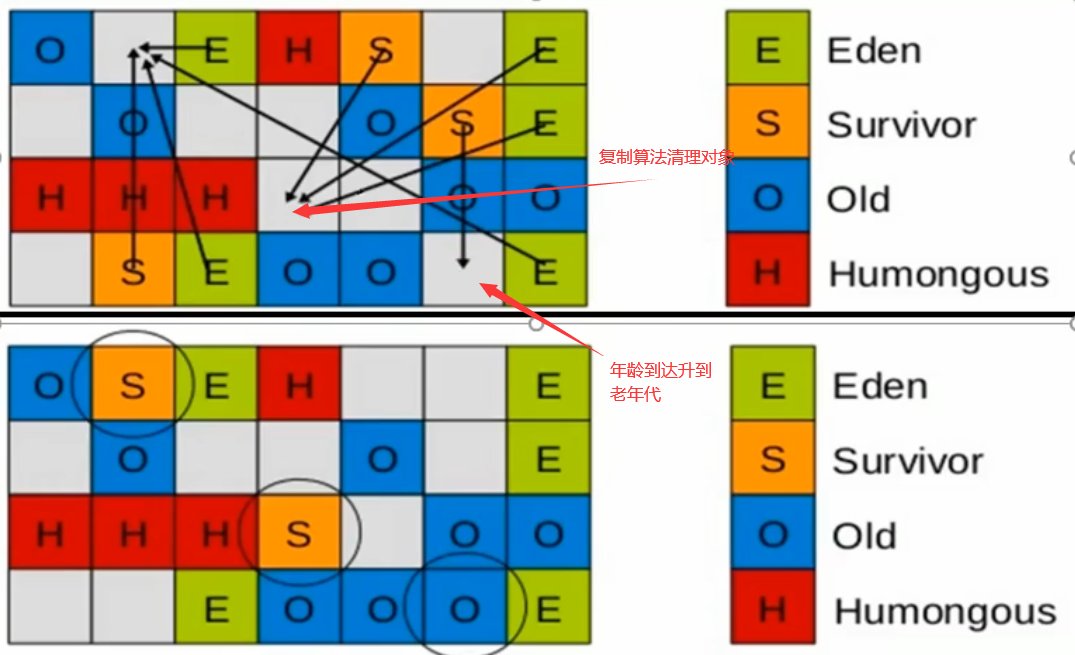 O E H S E
O O S E
H H H O O
S E O O E
E Eden
S Survivor
O Old
H Humongous
复制算法清理对象
年龄到达升到
老年代
O S E H E
O O E
H H H S O O
E O O O E
E Eden
S Survivor
O Old
H Humongous